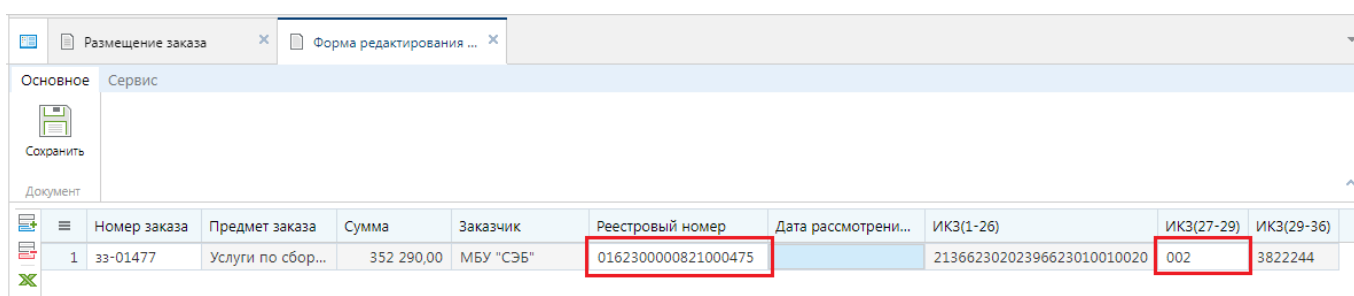 Размещение заказа × Форма редактирования ... ×
Основное Сервис
Сохранить
Документ
Номер заказа Предмет заказа Сумма Заказчик Реестровый номер Дата рассмотрени... ИКЗ(1-26) ИКЗ(27-29) ИКЗ(29-36)
1 зз-01477 Услуги по сбор... 352 290,00 МБУ "СЭБ" 0162300000821000475 21366230202396623010010020 002 3822244